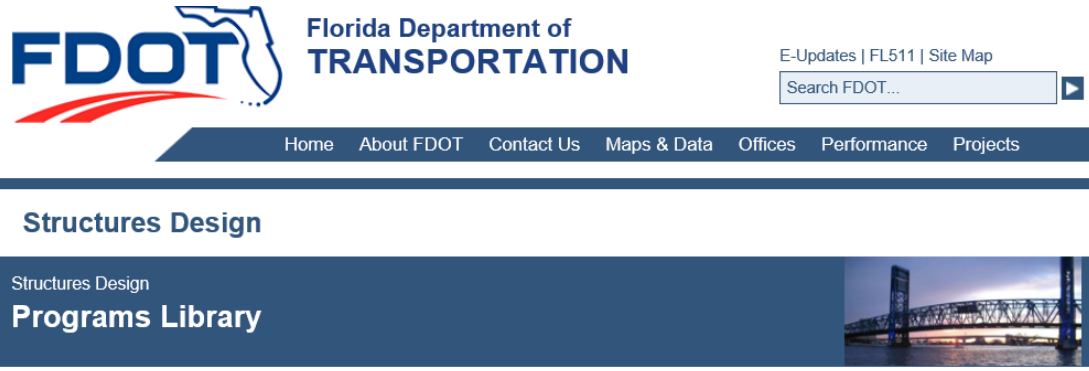 FDOT
Florida Department of
TRANSPORTATION
E-Updates | FL511 | Site Map
Search FDOT...
Home About FDOT Contact Us Maps & Data Offices Performance Projects
Structures Design
Structures Design
Programs Library